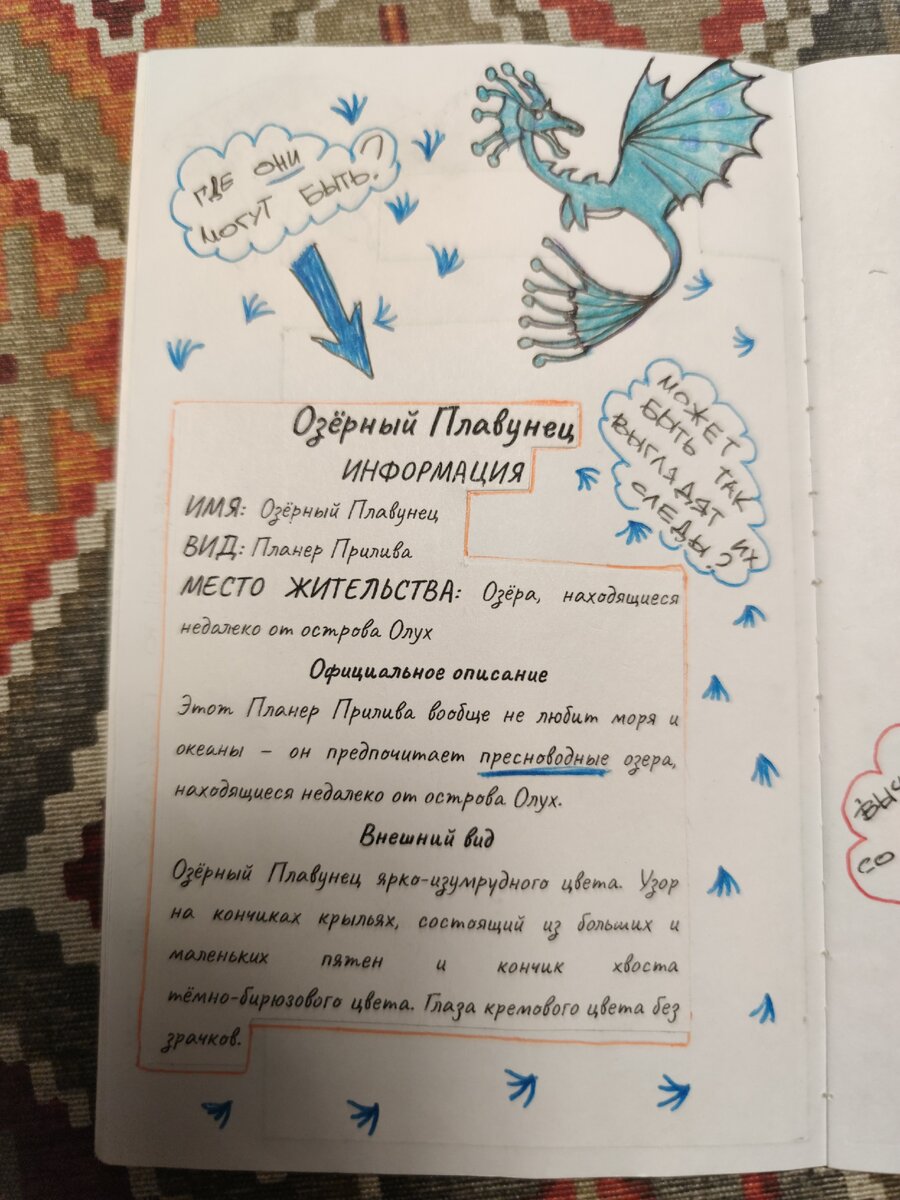 ГДЕ ОНИ
МОГУТ БЫТЬ?
Озёрный Плавунец
ИНФОРМАЦИЯ
ИМЯ: Озёрный Плавунец
ВИД: Планер Прилива
МЕСТО ЖИТЕЛЬСТВА: Озёра, находящиеся
недалеко от острова Олух
Официальное описание
Этот Планер Прилива вообще не любит моря и
океаны – он предпочитает пресноводные озера,
находящиеся недалеко от острова Олух.
Внешний вид
Озёрный Плавунец ярко-изумрудного цвета. Узор
на кончиках крыльях, состоящий из больших и
маленьких пятен и кончик хвоста
тёмно-бирюзового цвета. Глаза кремового цвета без
зрачков.
МОЖЕТ
БЫТЬ ТАК
ВЫГЛЯДЯТ ИХ
СЛЕДЫ?
СО